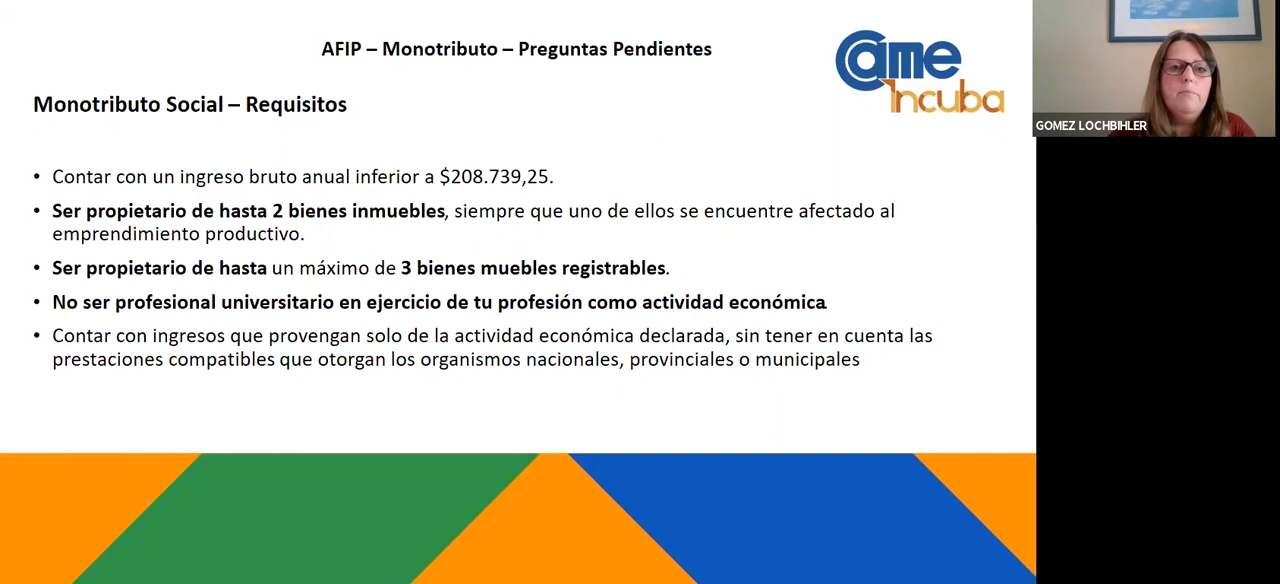 AFIP – Monotributo – Preguntas Pendientes
came
incuba
GOMEZ LOCHBIHLER
Monotributo Social – Requisitos
• Contar con un ingreso bruto anual inferior a $208.739,25.
• Ser propietario de hasta 2 bienes inmuebles, siempre que uno de ellos se encuentre afectado al
emprendimiento productivo.
• Ser propietario de hasta un máximo de 3 bienes muebles registrables.
• No ser profesional universitario en ejercicio de tu profesión como actividad económica.
• Contar con ingresos que provengan solo de la actividad económica declarada, sin tener en cuenta las
prestaciones compatibles que otorgan los organismos nacionales, provinciales o municipales